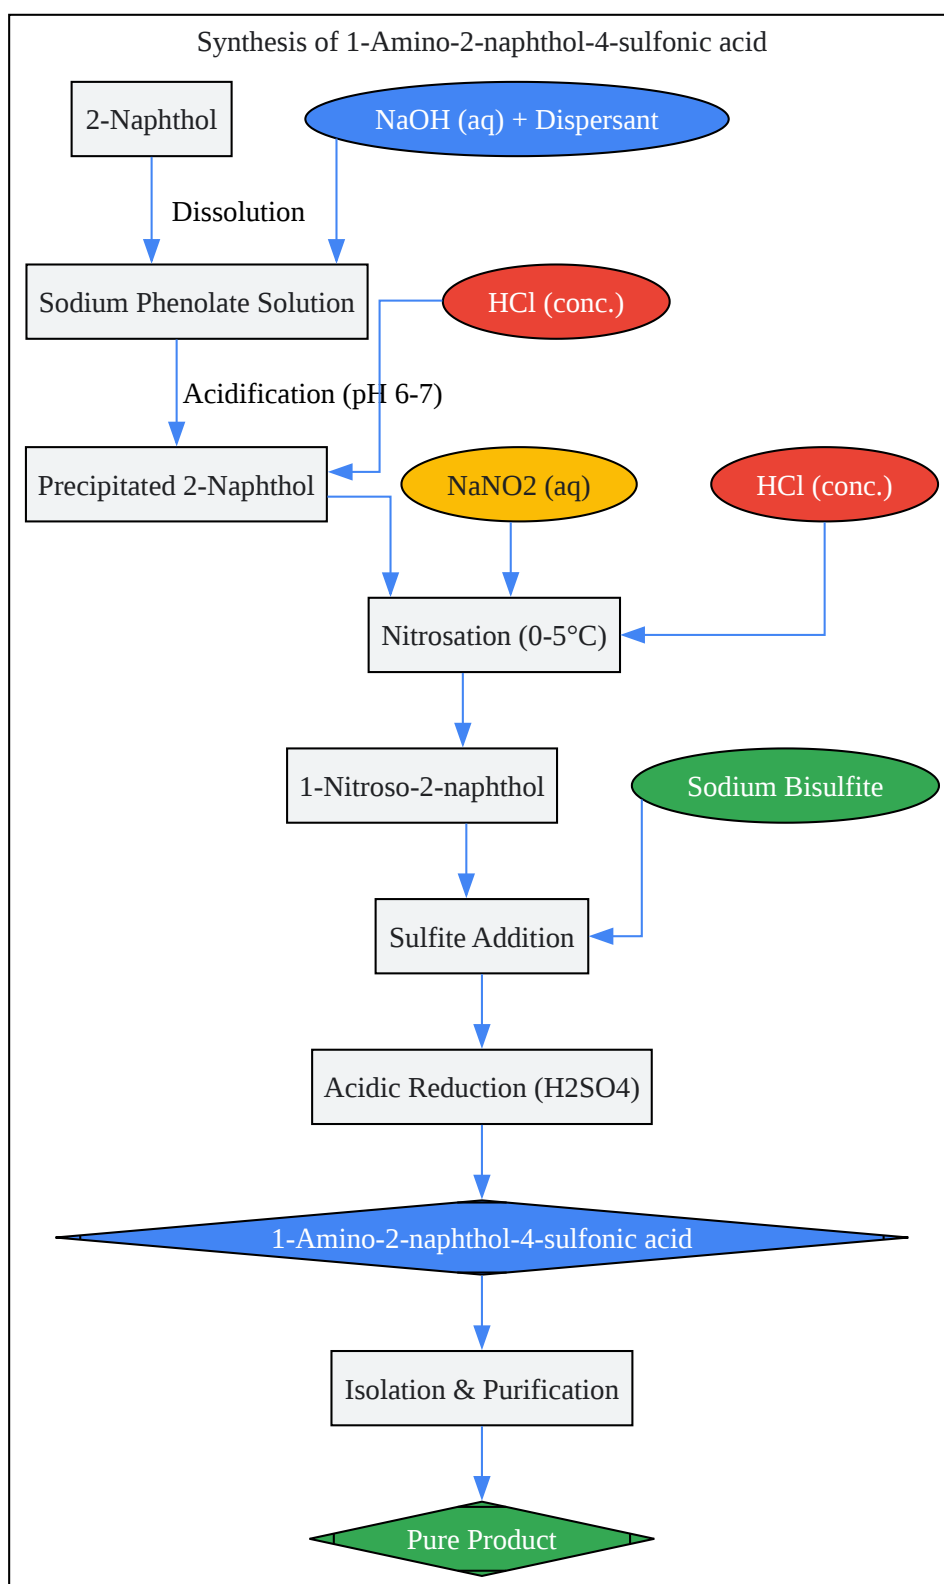 Synthesis of 1-Amino-2-naphthol-4-sulfonic acid
2-Naphthol
NaOH (aq) + Dispersant
Dissolution
Sodium Phenolate Solution
HCl (conc.)
Acidification (pH 6-7)
Precipitated 2-Naphthol
NaNO2 (aq)
HCl (conc.)
Nitrosation (0-5°C)
1-Nitroso-2-naphthol
Sodium Bisulfite
Sulfite Addition
Acidic Reduction (H2SO4)
1-Amino-2-naphthol-4-sulfonic acid
Isolation & Purification
Pure Product